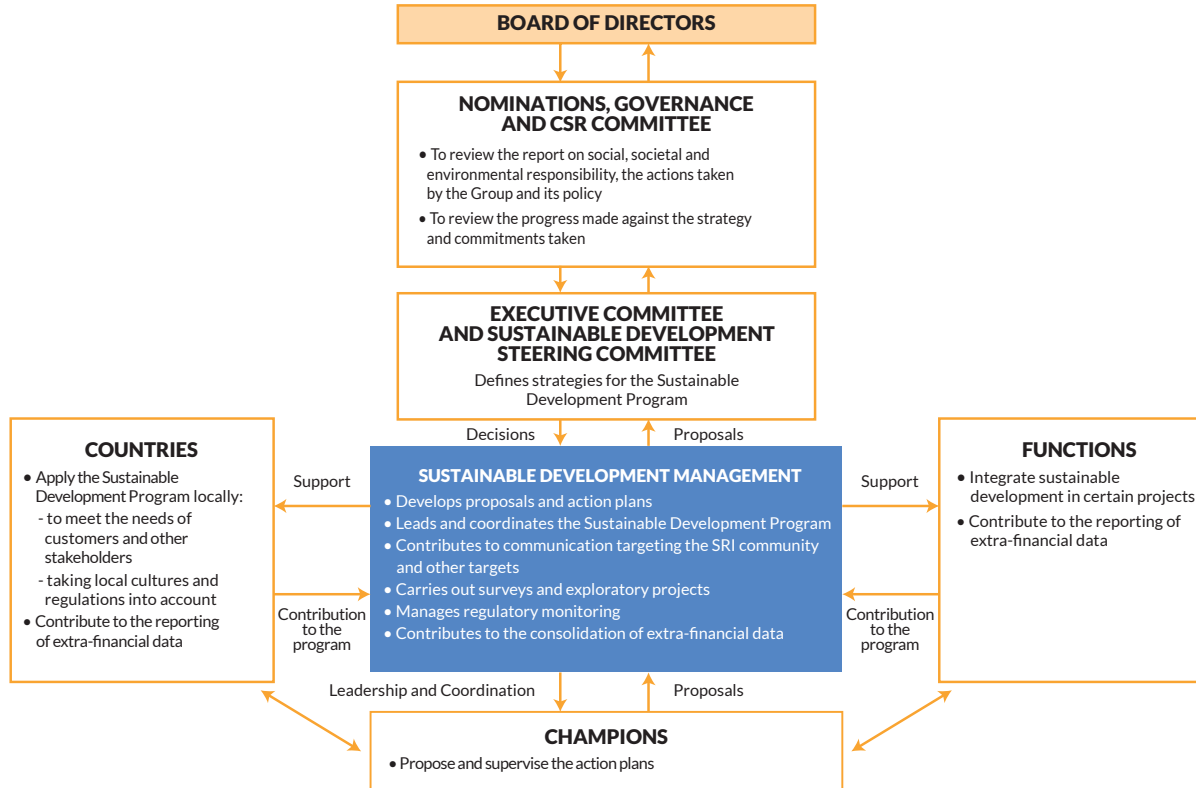 BOARD OF DIRECTORS
NOMINATIONS, GOVERNANCE
AND CSR COMMITTEE
• To review the report on social, societal and
environmental responsibility, the actions taken
by the Group and its policy
• To review the progress made against the strategy
and commitments taken
EXECUTIVE COMMITTEE
AND SUSTAINABLE DEVELOPMENT
STEERING COMMITTEE
Defines strategies for the Sustainable
Development Program
Decisions
Proposals
COUNTRIES
• Apply the Sustainable
Development Program locally:
- to meet the needs of
customers and other
stakeholders
- taking local cultures and
regulations into account
• Contribute to the reporting
of extra-financial data
Support
Contribution
to the
program
SUSTAINABLE DEVELOPMENT MANAGEMENT
• Develops proposals and action plans
• Leads and coordinates the Sustainable Development Program
• Contributes to communication targeting the SRI community
and other targets
• Carries out surveys and exploratory projects
• Manages regulatory monitoring
• Contributes to the consolidation of extra-financial data
Support
Contribution
to the
program
FUNCTIONS
• Integrate sustainable
development in certain projects
• Contribute to the reporting of
extra-financial data
Leadership and Coordination
Proposals
CHAMPIONS
• Propose and supervise the action plans